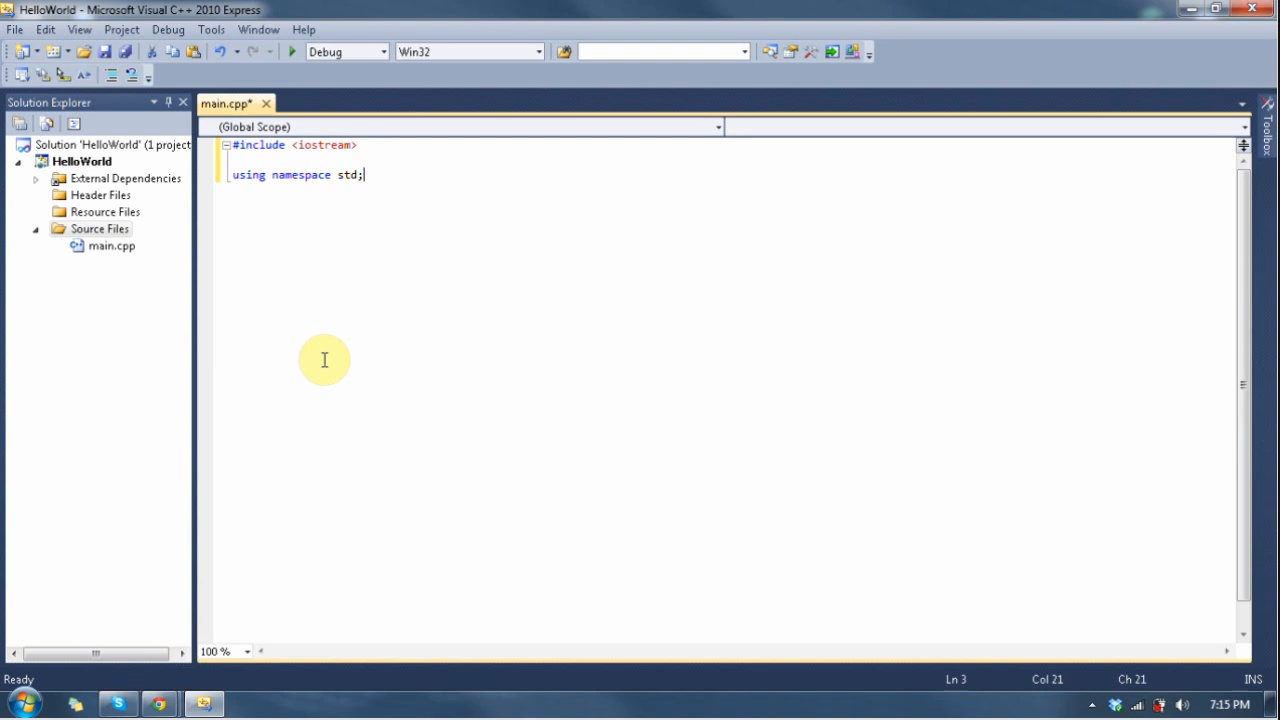 HelloWorld - Microsoft Visual C++ 2010 Express
File Edit View Project Debug Tools Window Help
Debug Win32
Solution Explorer
main.cpp*
(Global Scope)
Solution 'HelloWorld' (1 project
HelloWorld
External Dependencies
Header Files
Resource Files
Source Files
main.cpp
#include <iostream>
using namespace std;
Toolbox
100 %
Ready Ln 3 Col 21 Ch 21 INS
7:15 PM